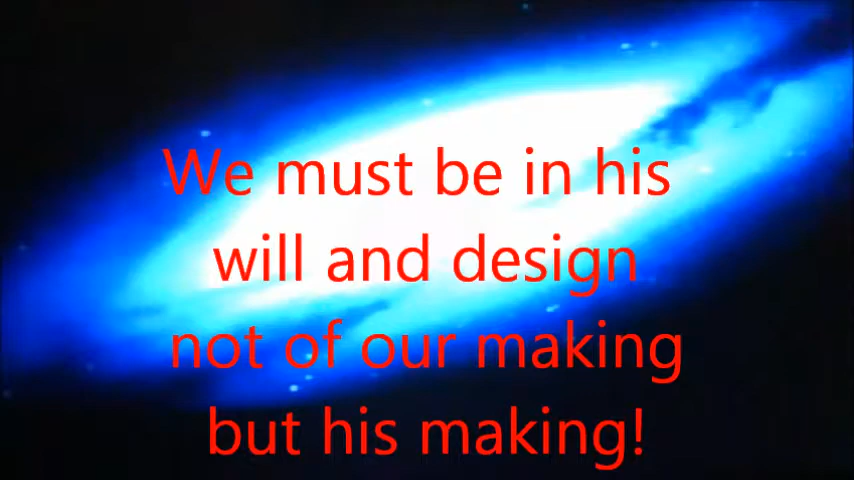 We must be in his
will and design
not of our making
but his making!